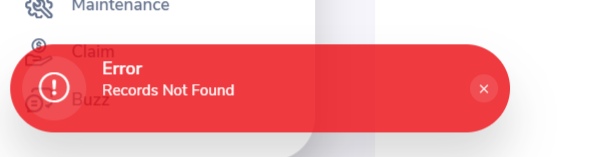 Maintenance
Claim
Error
Records Not Found
Buzz